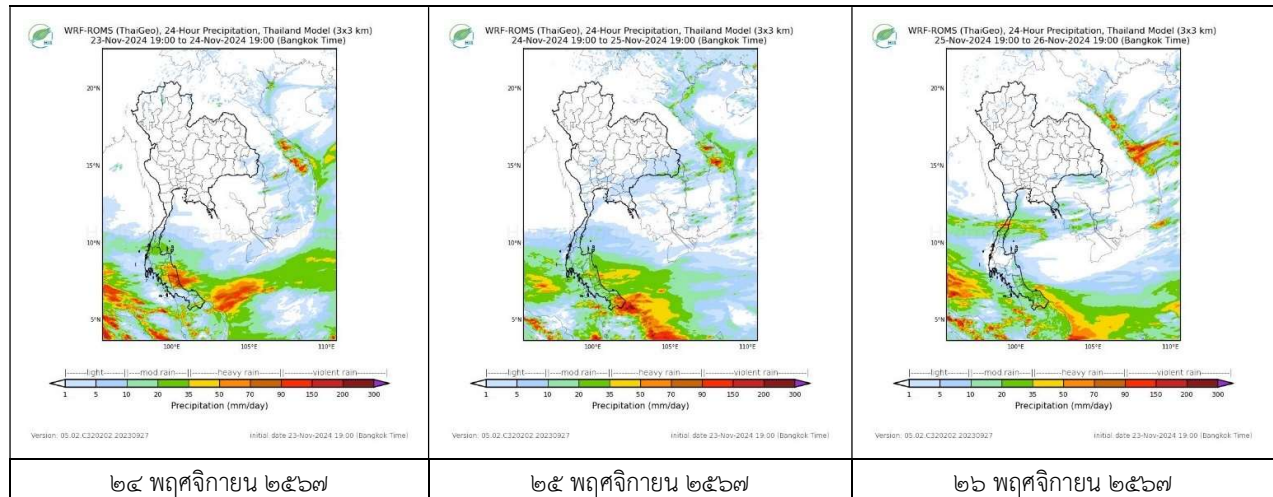 WRF-ROMS (ThaiGeo), 24-Hour Precipitation, Thailand Model (3x3 km)
23-Nov-2024 19:00 to 24-Nov-2024 19:00 (Bangkok Time)
20°N
15°N
10°N
5°N
100°E 105°E 110°E
|--------light--------||----mod rain----||--------heavy rain--------||--------violent rain--------|
1 5 10 20 35 50 70 90 150 200 300
Precipitation (mm/day)
Version: 05.02.C320202.20230927 initial date 23-Nov-2024 19:00 (Bangkok Time)
๒๔ พฤศจิกายน ๒๕๖๗
WRF-ROMS (ThaiGeo), 24-Hour Precipitation, Thailand Model (3x3 km)
24-Nov-2024 19:00 to 25-Nov-2024 19:00 (Bangkok Time)
20°N
15°N
10°N
5°N
100°E 105°E 110°E
|--------light--------||----mod rain----||--------heavy rain--------||--------violent rain--------|
1 5 10 20 35 50 70 90 150 200 300
Precipitation (mm/day)
Version: 05.02.C320202.20230927 initial date 23-Nov-2024 19:00 (Bangkok Time)
๒๕ พฤศจิกายน ๒๕๖๗
WRF-ROMS (ThaiGeo), 24-Hour Precipitation, Thailand Model (3x3 km)
25-Nov-2024 19:00 to 26-Nov-2024 19:00 (Bangkok Time)
20°N
15°N
10°N
5°N
100°E 105°E 110°E
|--------light--------||----mod rain----||--------heavy rain--------||--------violent rain--------|
1 5 10 20 35 50 70 90 150 200 300
Precipitation (mm/day)
Version: 05.02.C320202.20230927 initial date 23-Nov-2024 19:00 (Bangkok Time)
๒๖ พฤศจิกายน ๒๕๖๗